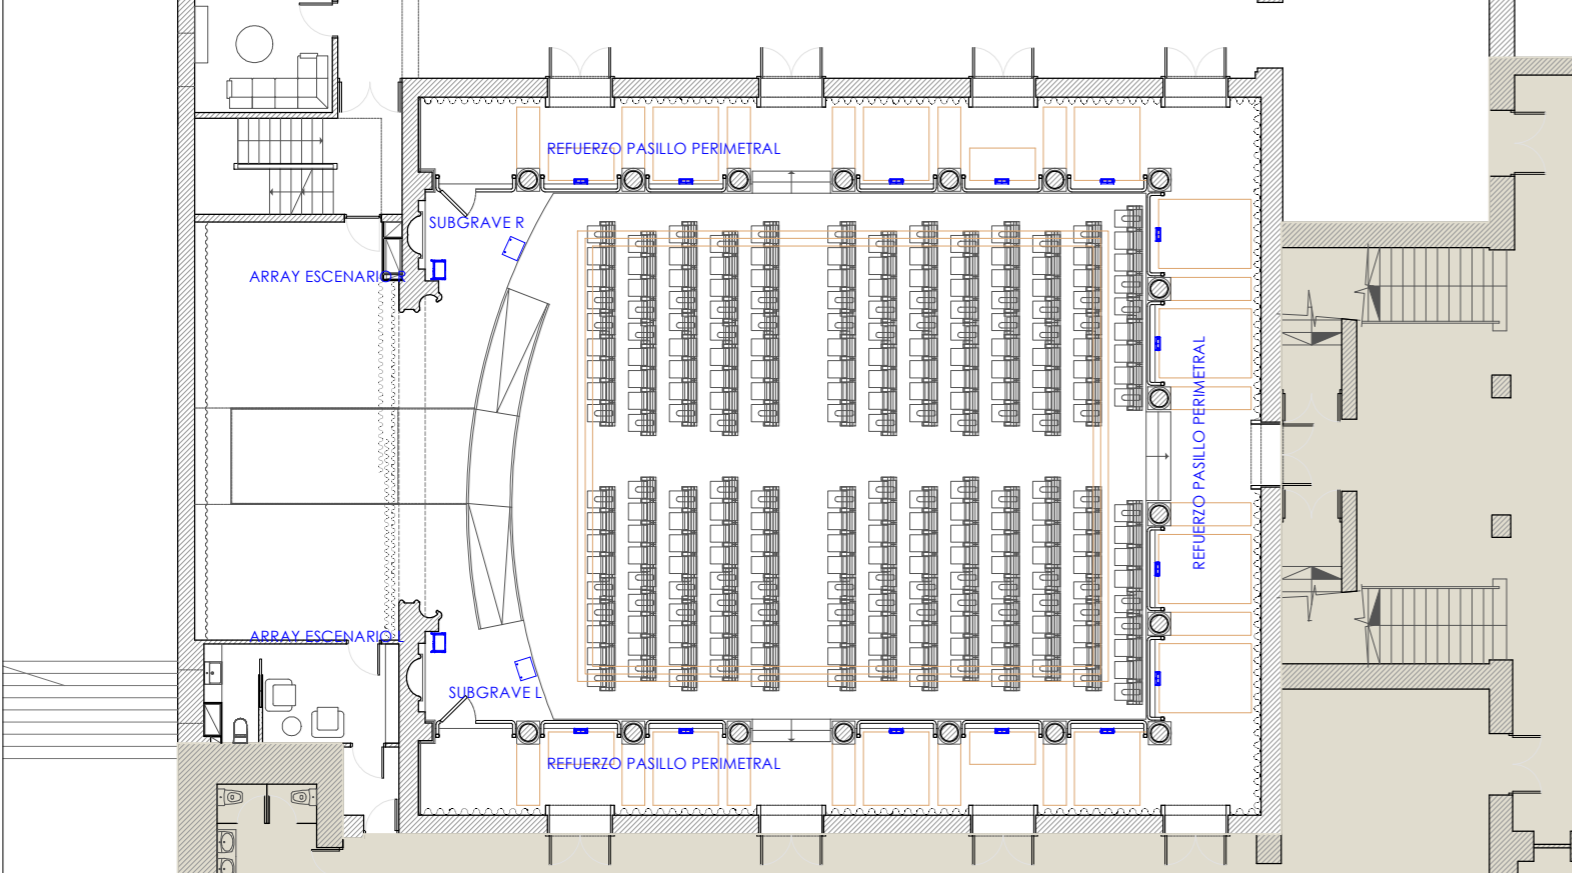 REFUERZO PASILLO PERIMETRAL
SUBGRAVE R
ARRAY ESCENARIO R
REFUERZO PASILLO PERIMETRAL
ARRAY ESCENARIO L
SUBGRAVE L
REFUERZO PASILLO PERIMETRAL